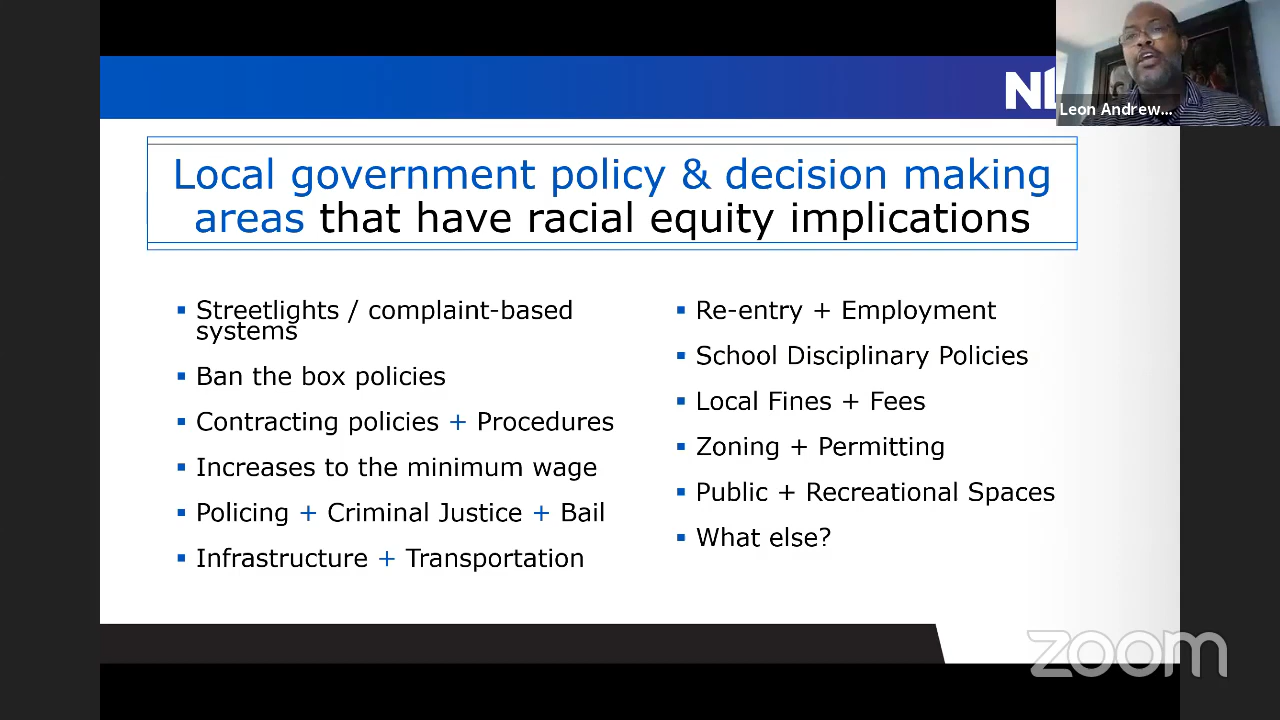 Leon Andrew...
Local government policy & decision making
areas that have racial equity implications
▪ Streetlights / complaint-based
systems
▪ Ban the box policies
▪ Contracting policies + Procedures
▪ Increases to the minimum wage
▪ Policing + Criminal Justice + Bail
▪ Infrastructure + Transportation
▪ Re-entry + Employment
▪ School Disciplinary Policies
▪ Local Fines + Fees
▪ Zoning + Permitting
▪ Public + Recreational Spaces
▪ What else?
zoom